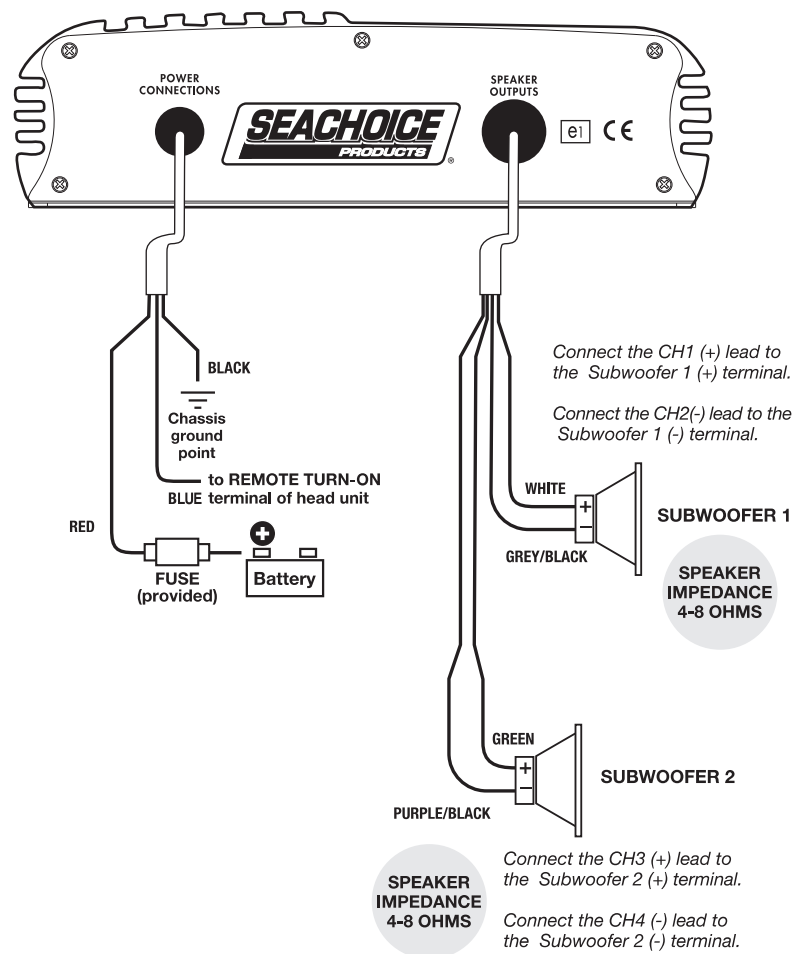 POWER
CONNECTIONS
SPEAKER
OUTPUTS
SEACHOICE
PRODUCTS
®
e1 CE
BLACK
Chassis
ground
point
to REMOTE TURN-ON
BLUE terminal of head unit
RED
FUSE
(provided)
+
Battery
Connect the CH1 (+) lead to
the Subwoofer 1 (+) terminal.
Connect the CH2(-) lead to the
Subwoofer 1 (-) terminal.
WHITE
+
–
GREY/BLACK
SUBWOOFER 1
SPEAKER
IMPEDANCE
4-8 OHMS
GREEN
+
–
PURPLE/BLACK
SUBWOOFER 2
SPEAKER
IMPEDANCE
4-8 OHMS
Connect the CH3 (+) lead to
the Subwoofer 2 (+) terminal.
Connect the CH4 (-) lead to
the Subwoofer 2 (-) terminal.